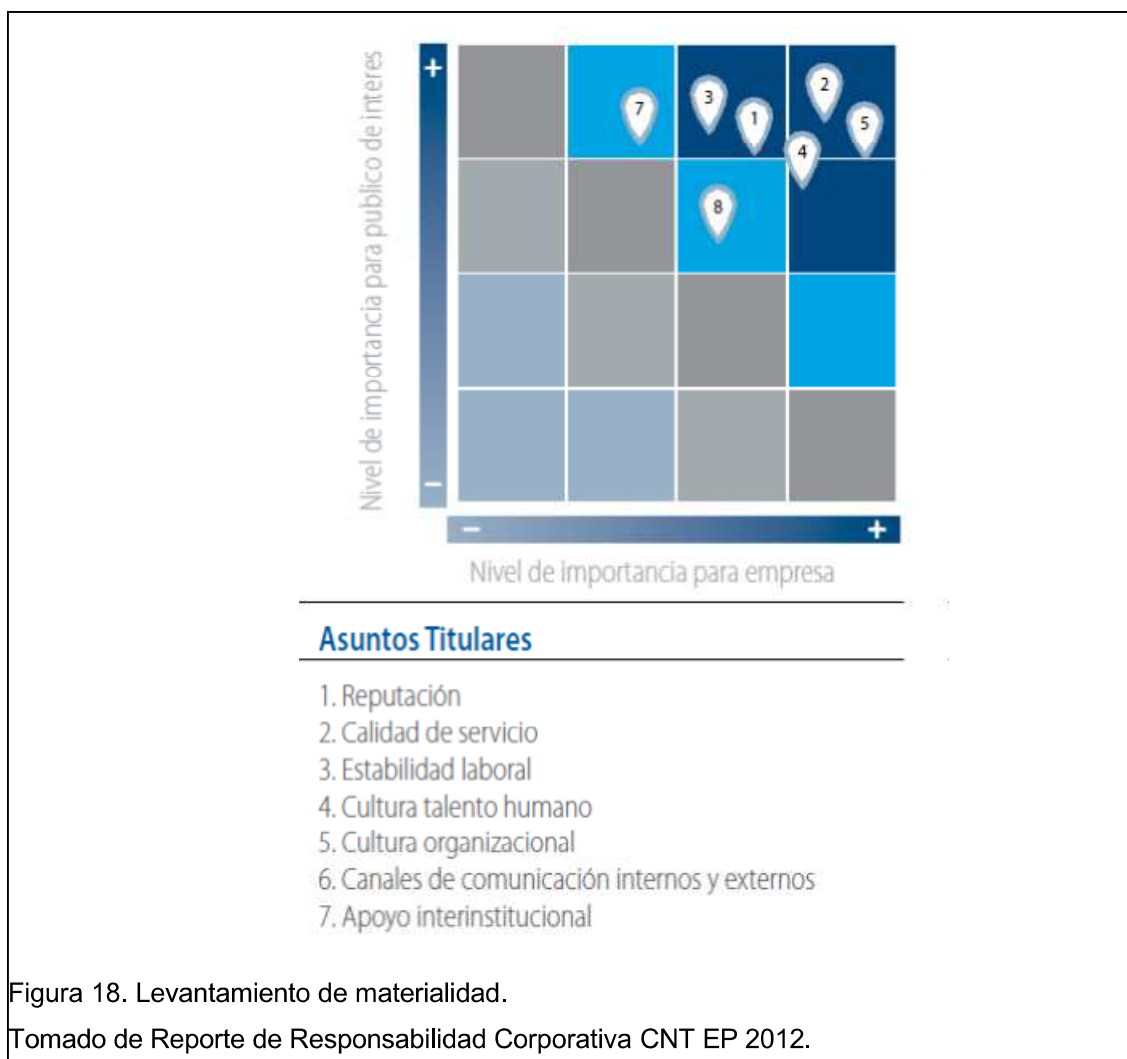 Nivel de importancia para publico de interes
+
2
3
7
1
5
4
8
–
– +
Nivel de importancia para empresa
Asuntos Titulares
1. Reputación
2. Calidad de servicio
3. Estabilidad laboral
4. Cultura talento humano
5. Cultura organizacional
6. Canales de comunicación internos y externos
7. Apoyo interinstitucional
Figura 18. Levantamiento de materialidad.
Tomado de Reporte de Responsabilidad Corporativa CNT EP 2012.